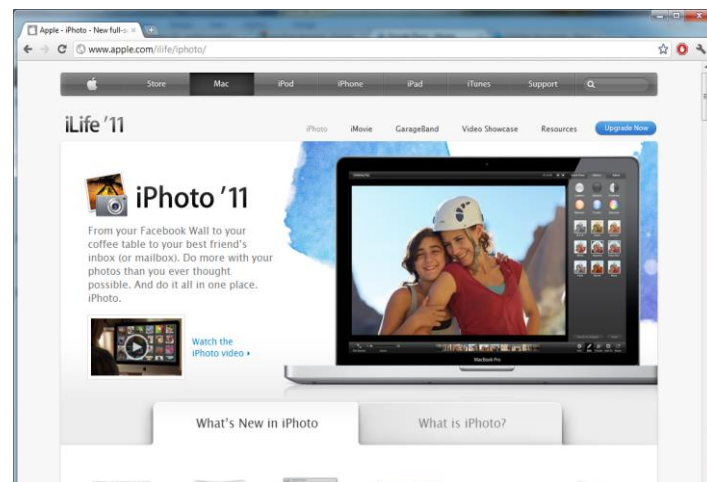 Apple - iPhoto - New full-s
www.apple.com/ilife/iphoto/
Store Mac iPod iPhone iPad iTunes Support
iLife '11
iPhoto iMovie GarageBand Video Showcase Resources Upgrade Now
iPhoto '11
From your Facebook Wall to your
coffee table to your best friend's
inbox (or mailbox). Do more with your
photos than you ever thought
possible. And do it all in one place.
iPhoto.
Watch the
iPhoto video
MacBook Pro
What's New in iPhoto What is iPhoto?